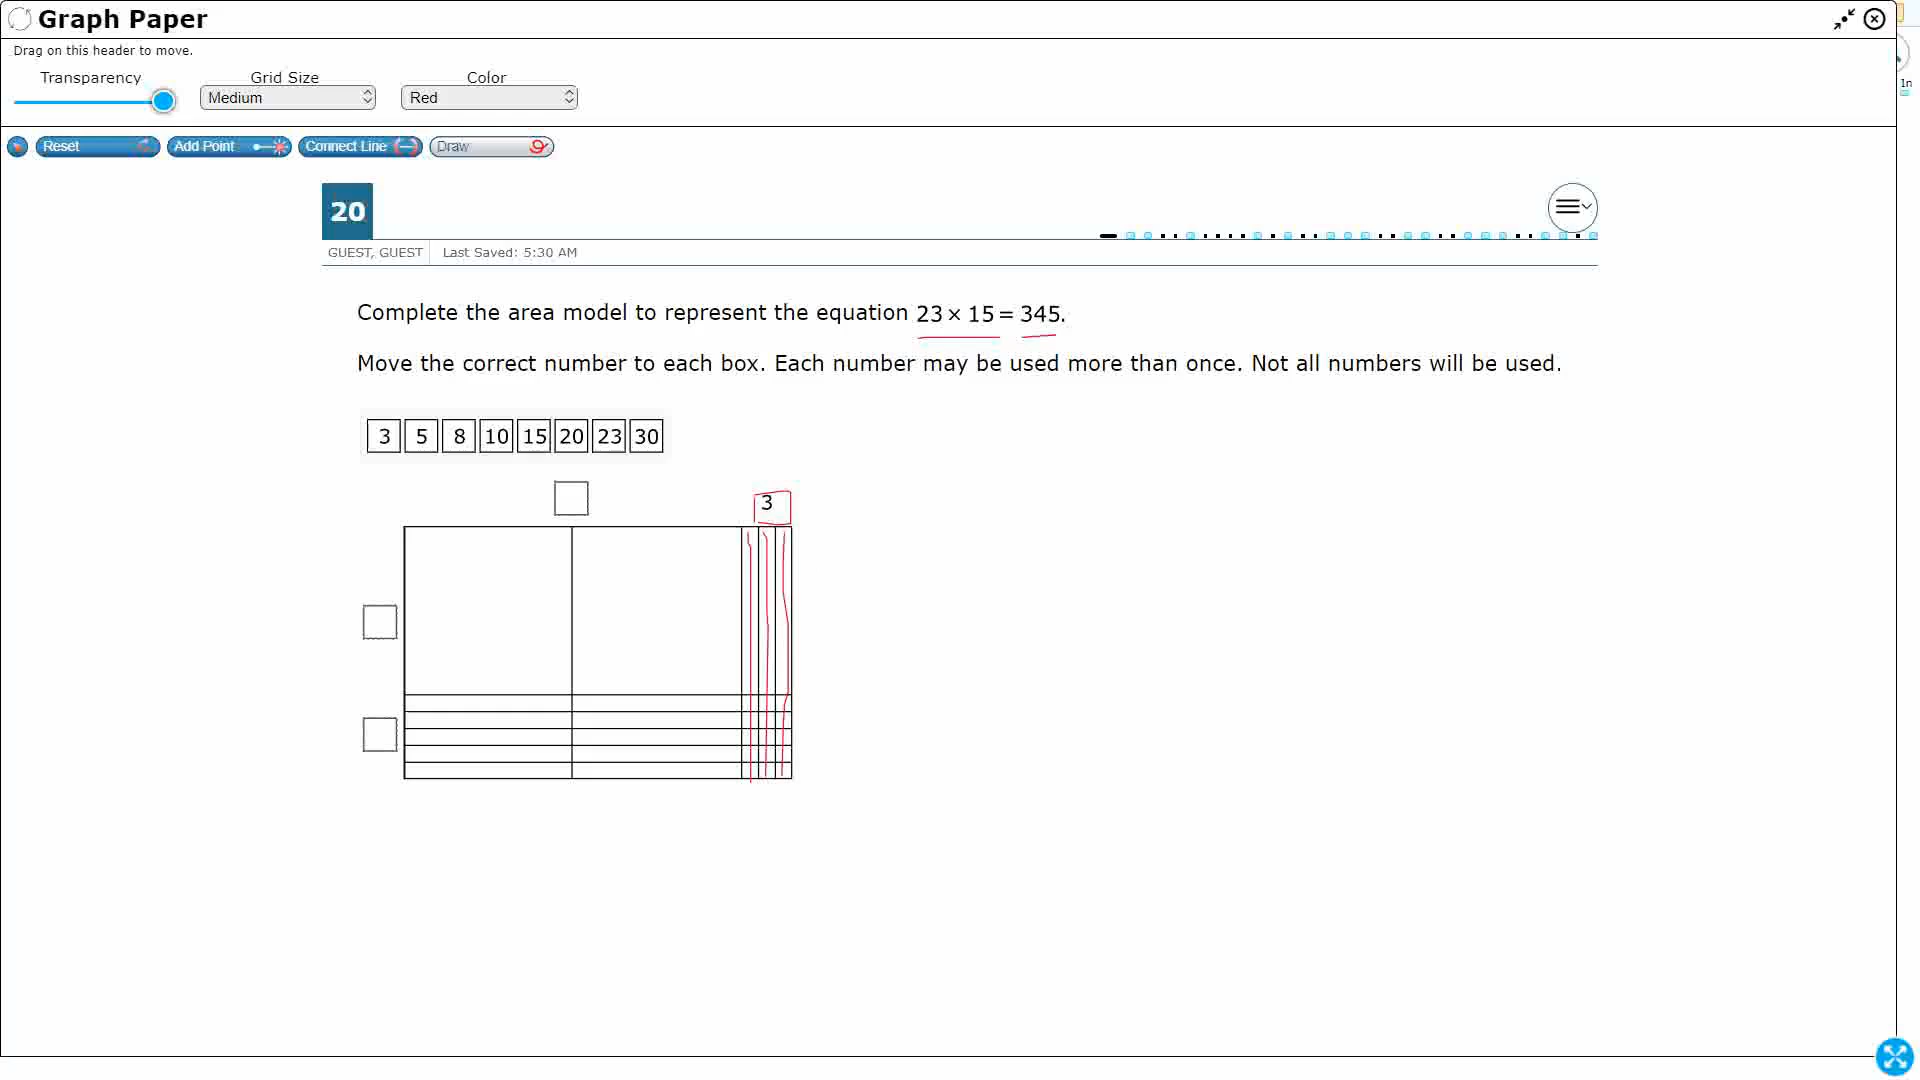 Graph Paper
Drag on this header to move.
Transparency Grid Size Color
Medium Red
Reset Add Point Connect Line Draw
20
GUEST, GUEST Last Saved: 5:30 AM
Complete the area model to represent the equation 23 × 15 = 345.
Move the correct number to each box. Each number may be used more than once. Not all numbers will be used.
3 5 8 10 15 20 23 30
3